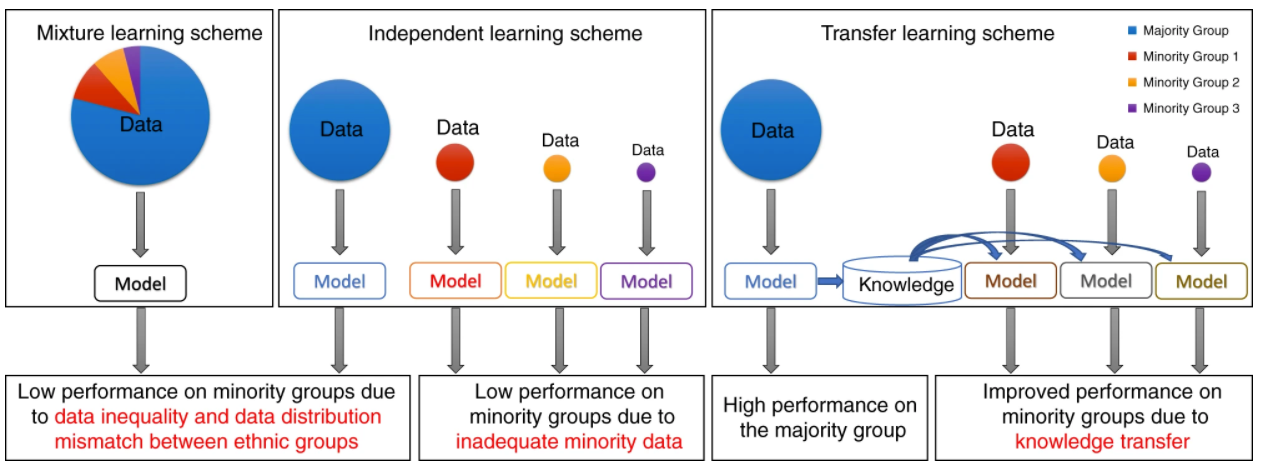 Mixture learning scheme
Data
Model
Independent learning scheme
Data
Data
Data
Data
Model
Model
Model
Model
Transfer learning scheme
Majority Group
Minority Group 1
Minority Group 2
Minority Group 3
Data
Data
Data
Data
Model
Knowledge
Model
Model
Model
Low performance on minority groups due
to data inequality and data distribution
mismatch between ethnic groups
Low performance on
minority groups due to
inadequate minority data
High performance on
the majority group
Improved performance on
minority groups due to
knowledge transfer